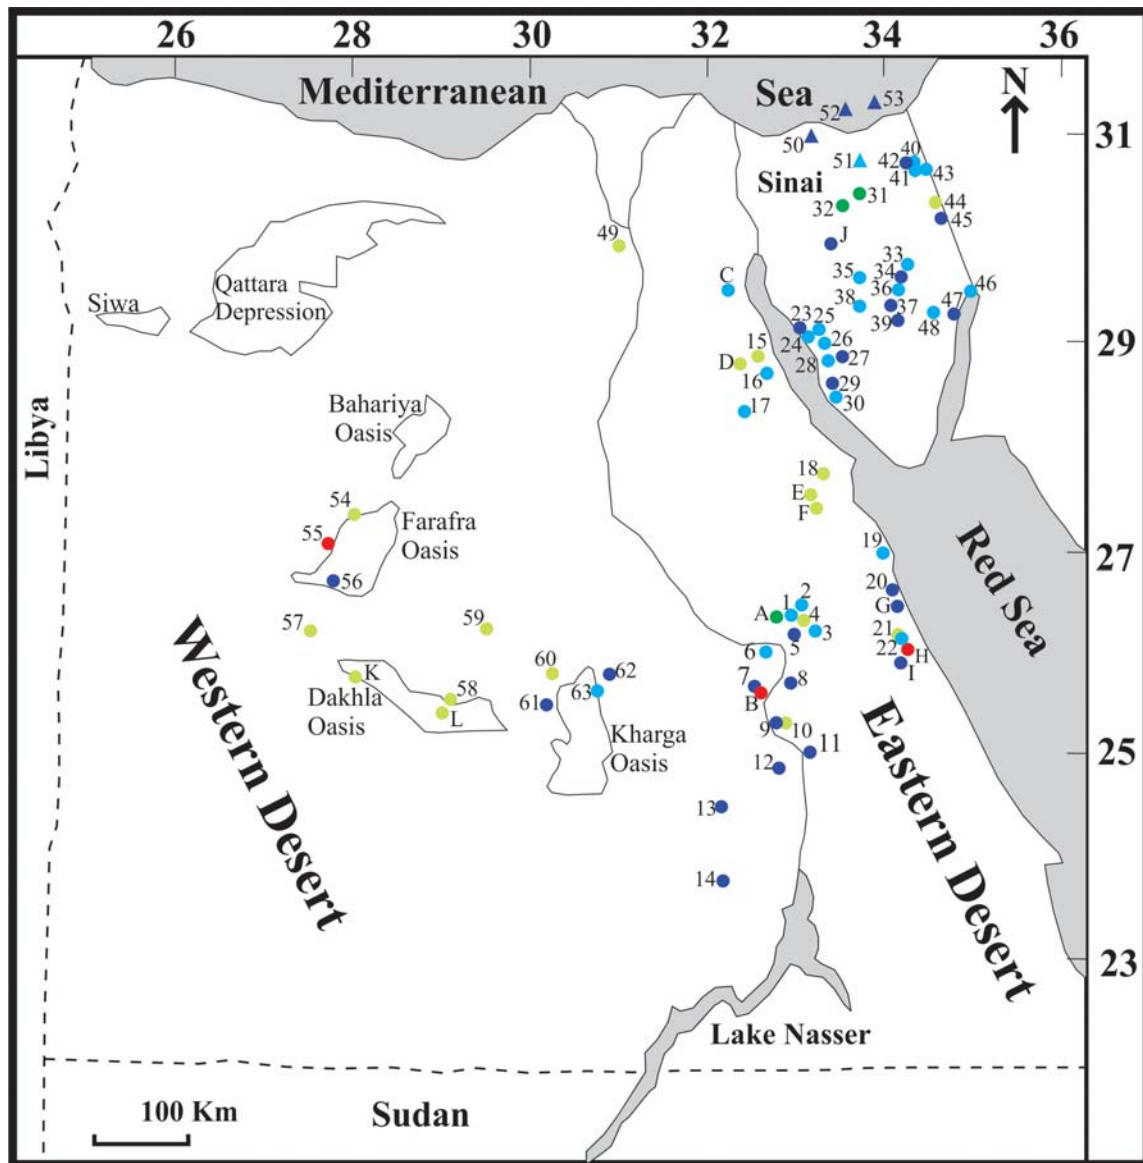 26 28 30 32 34 36
Mediterranean Sea
N
53
52
50
31
51
42 40
41 43
Sinai
31
32
44
45
49
J
33
C
35
34
36
46
Qattara
Depression
Siwa
38
37
47
23 25
39
48
24
26
29
15
27
D
28
16
29
17
30
Bahariya
Oasis
Libya
18
54
E
F
Farafra
Oasis
55
19
27
Red Sea
56
20
2
1
G
A
4
57
59
21
3
5
22
H
6
I
60
62
K
7
8
58
B
61
63
Dakhla
Oasis
L
9
10
Kharga
Oasis
11
25
12
Western Desert
Eastern Desert
13
14
23
Lake Nasser
100 Km
Sudan